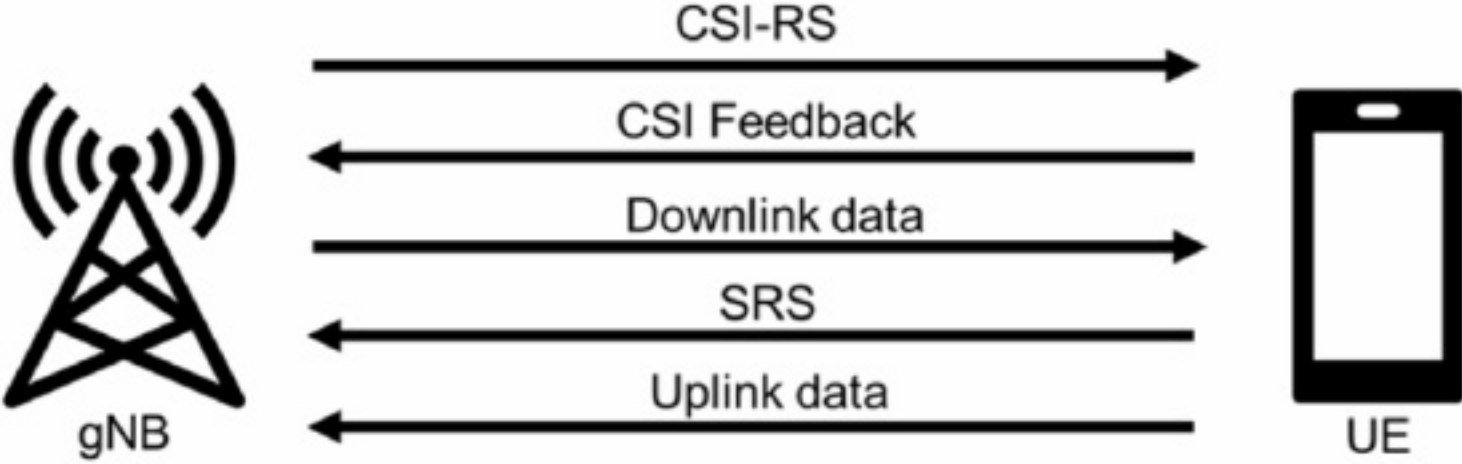 CSI-RS
CSI Feedback
Downlink data
SRS
Uplink data
gNB
UE